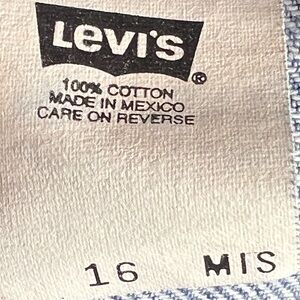 Levi's ®
100% COTTON
MADE IN MEXICO
CARE ON REVERSE
16 MIS